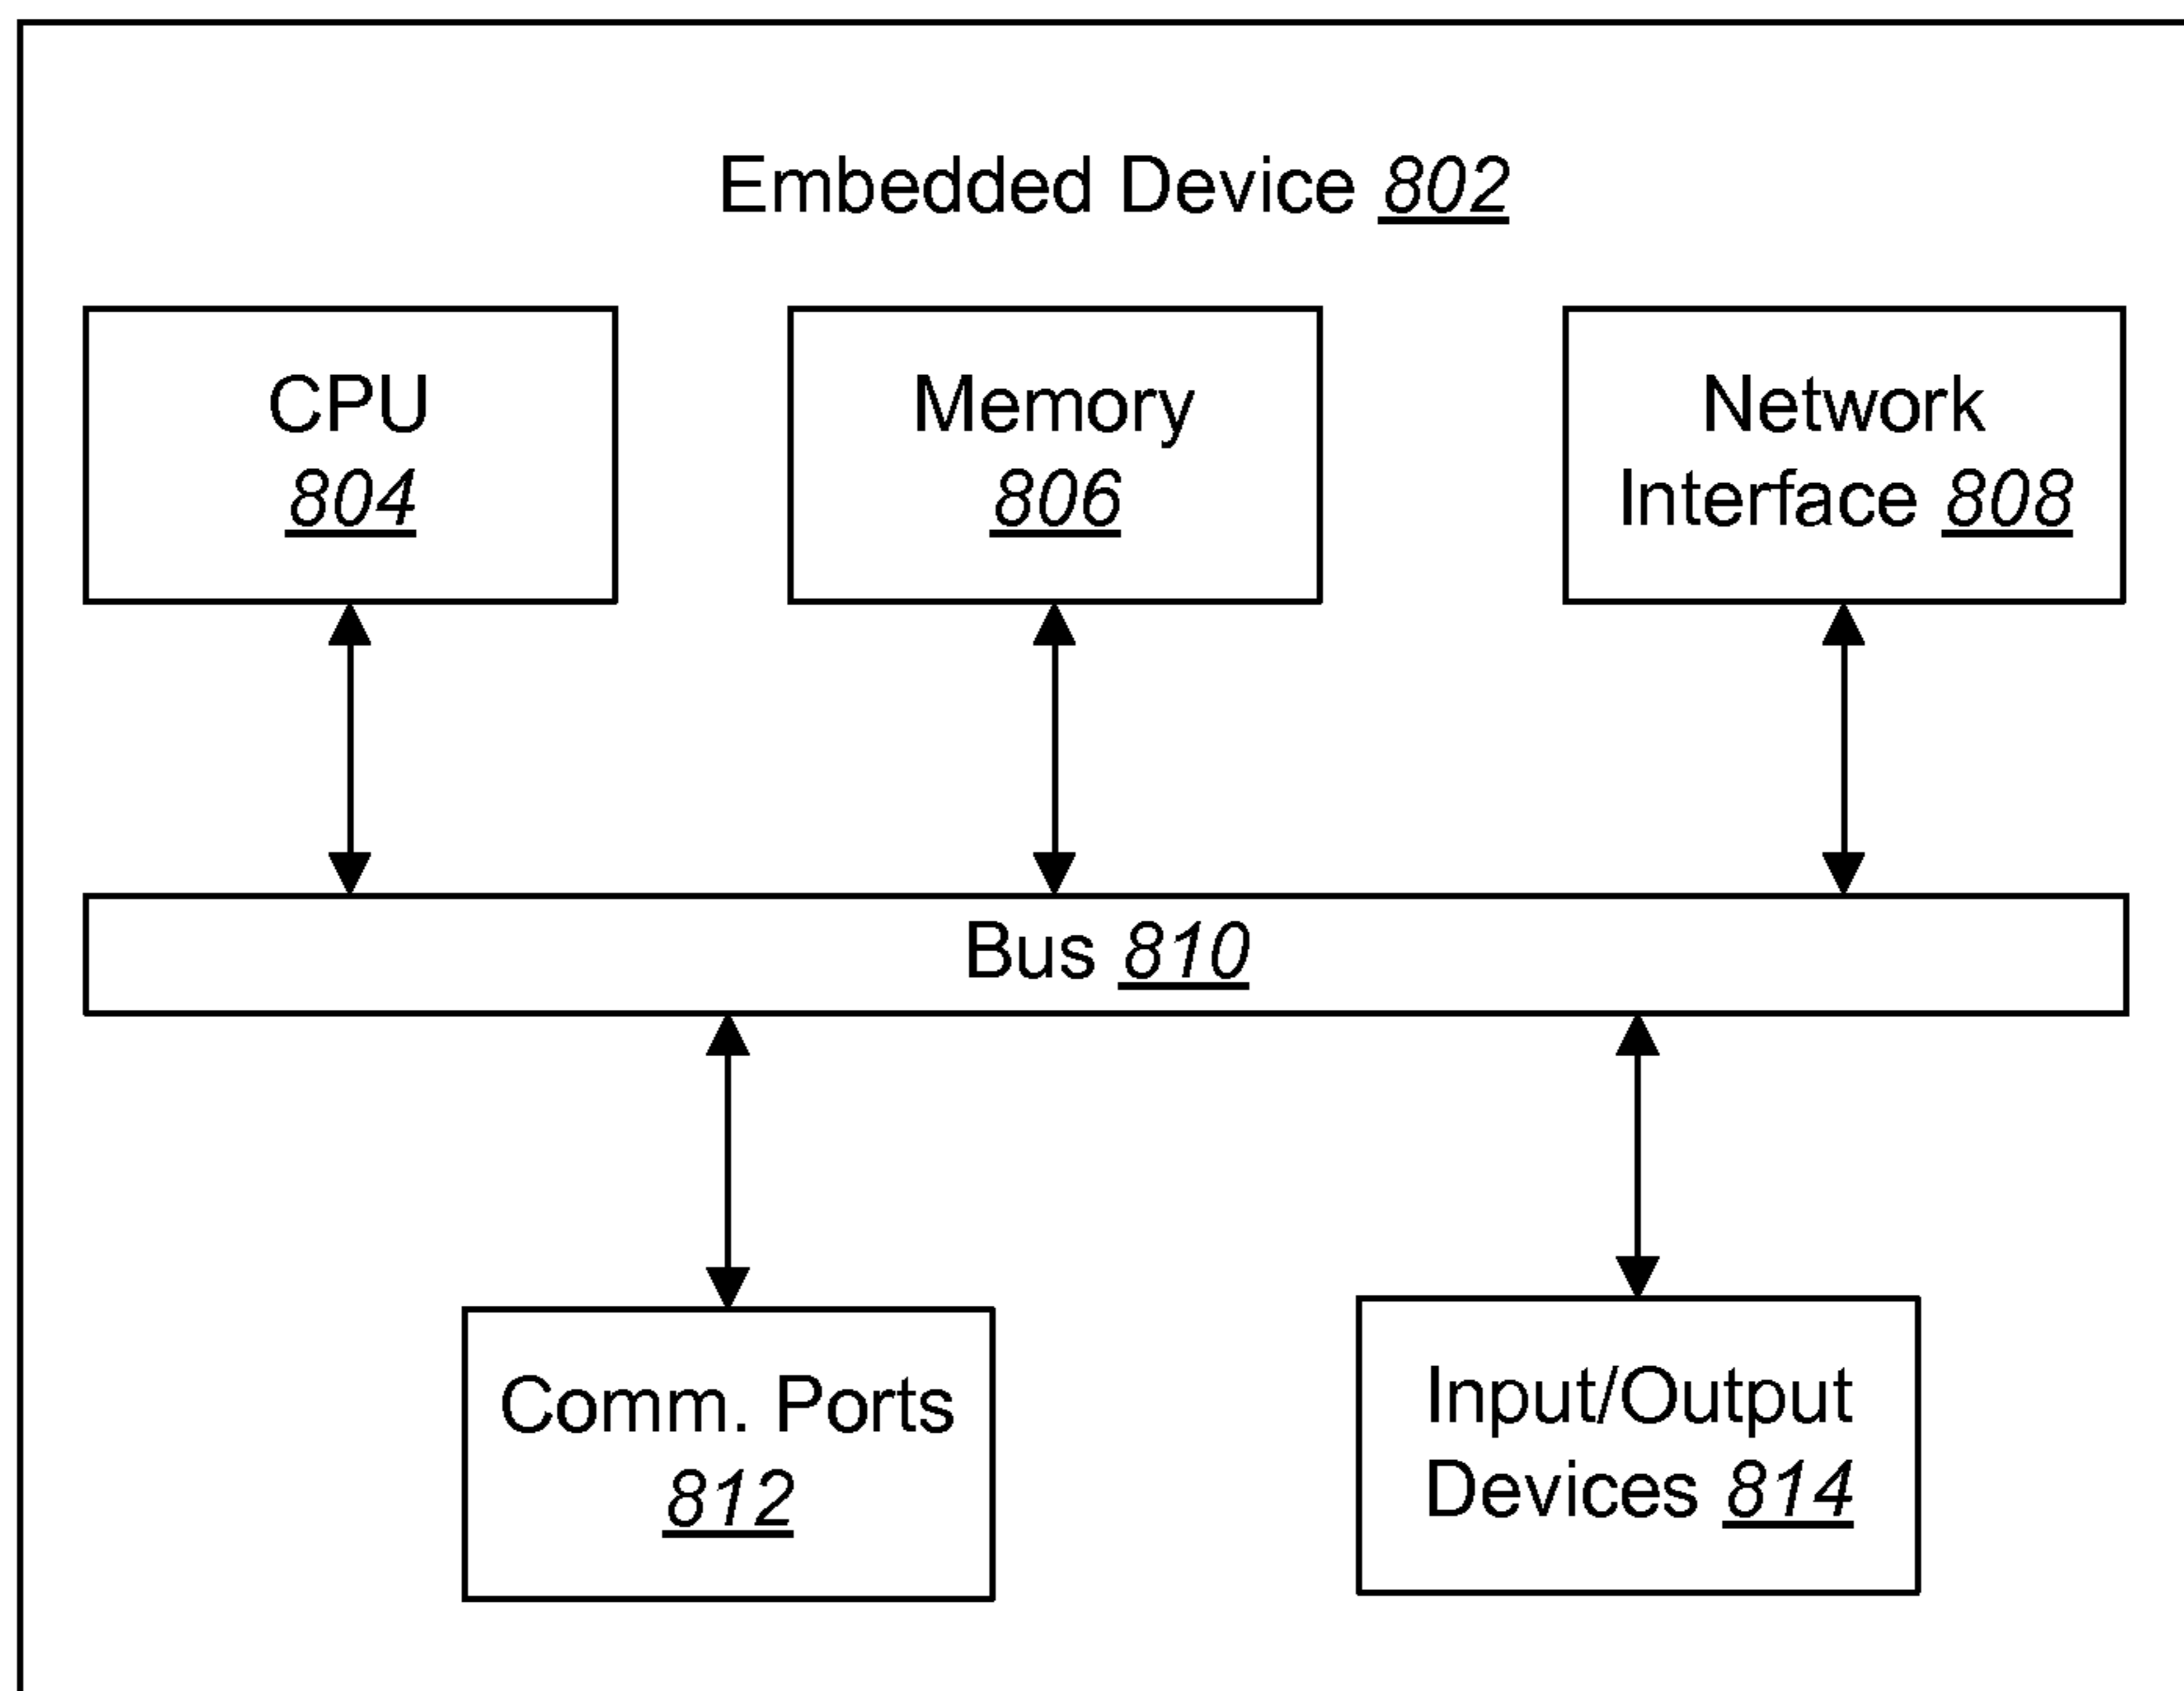 Embedded Device 802
CPU
804
Memory
806
Network
Interface 808
Bus 810
Comm. Ports
812
Input/Output
Devices 814